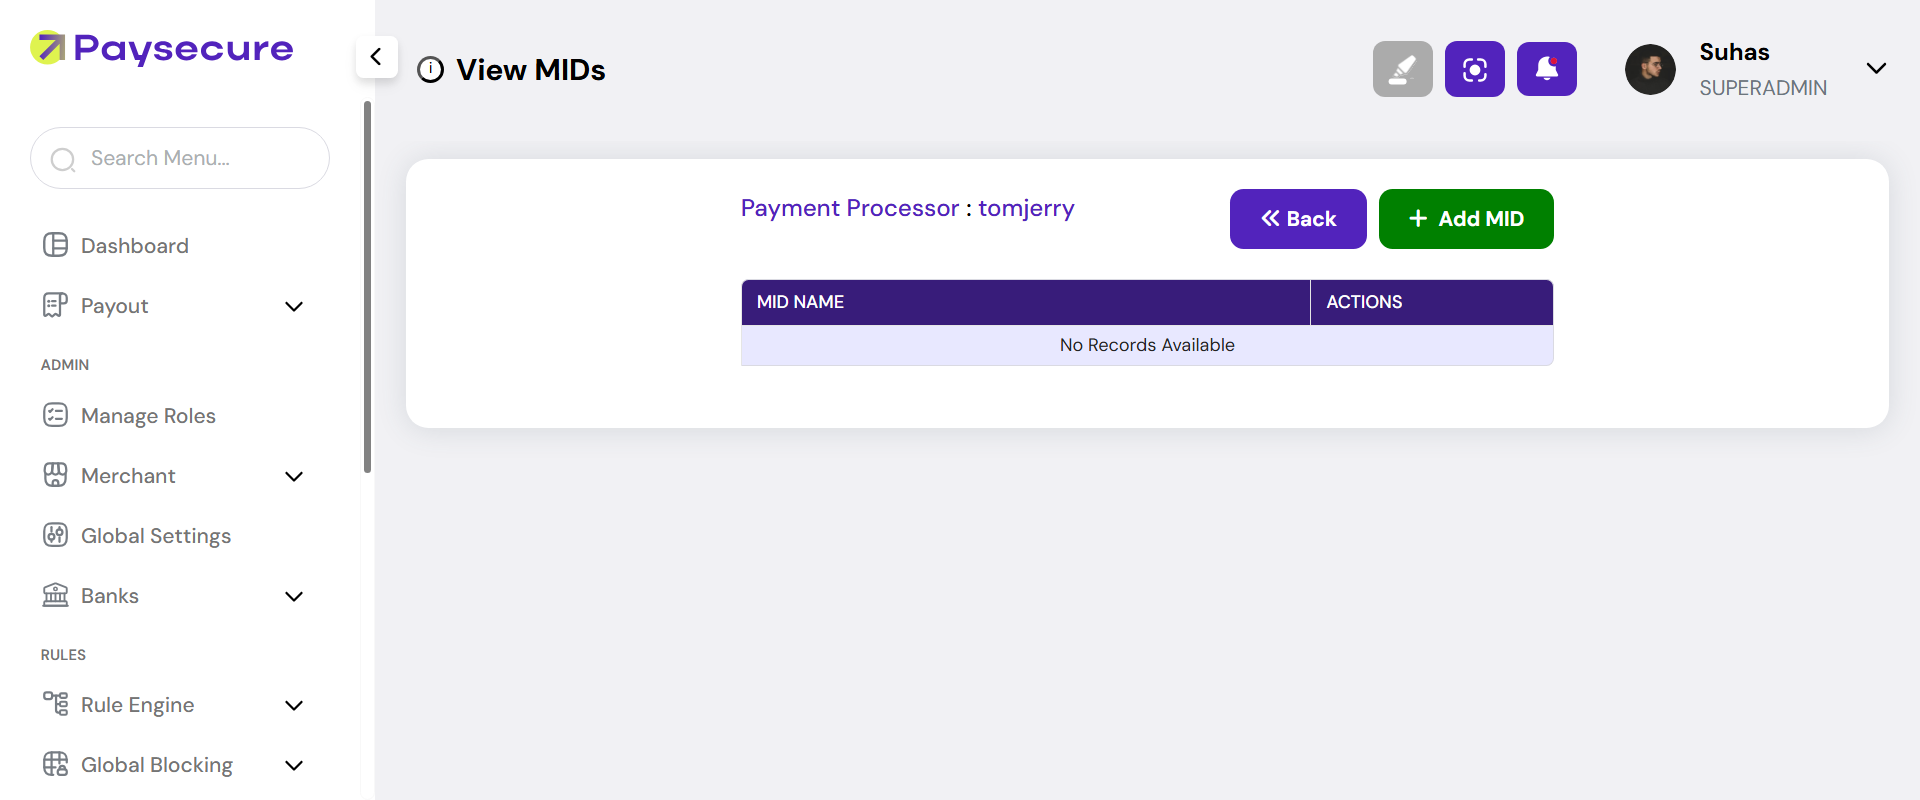 Paysecure
Search Menu...
Dashboard
Payout
ADMIN
Manage Roles
Merchant
Global Settings
Banks
RULES
Rule Engine
Global Blocking
View MIDs
Suhas
SUPERADMIN
Payment Processor : tomjerry
Back
Add MID
MID NAME ACTIONS
No Records Available